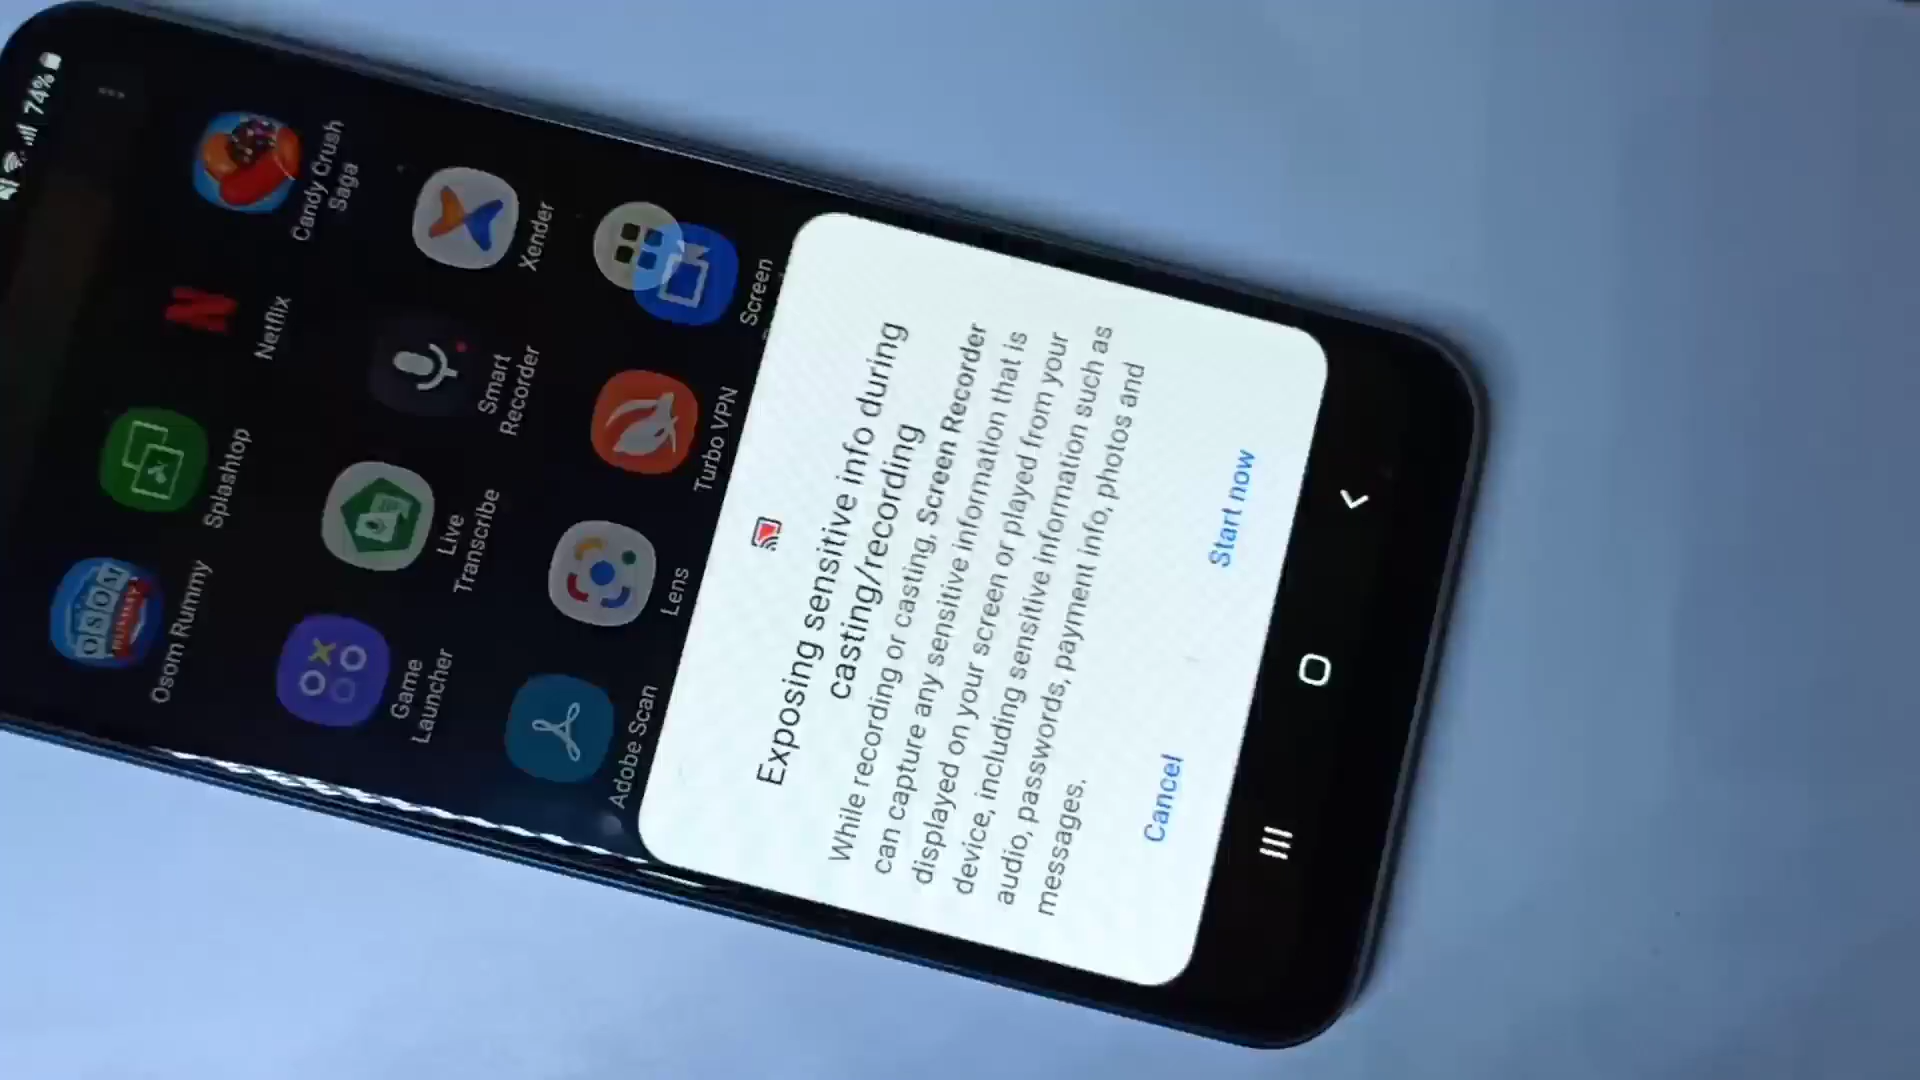 74%
Osom Rummy
Splashtop
Netflix
Candy Crush
Saga
Game
Launcher
Live
Transcribe
Smart
Recorder
Xender
Adobe Scan
Lens
Turbo VPN
Screen
Exposing sensitive info during
casting/recording
While recording or casting, Screen Recorder
can capture any sensitive information that is
displayed on your screen or played from your
device, including sensitive information such as
audio, passwords, payment info, photos and
messages.
Cancel
Start now